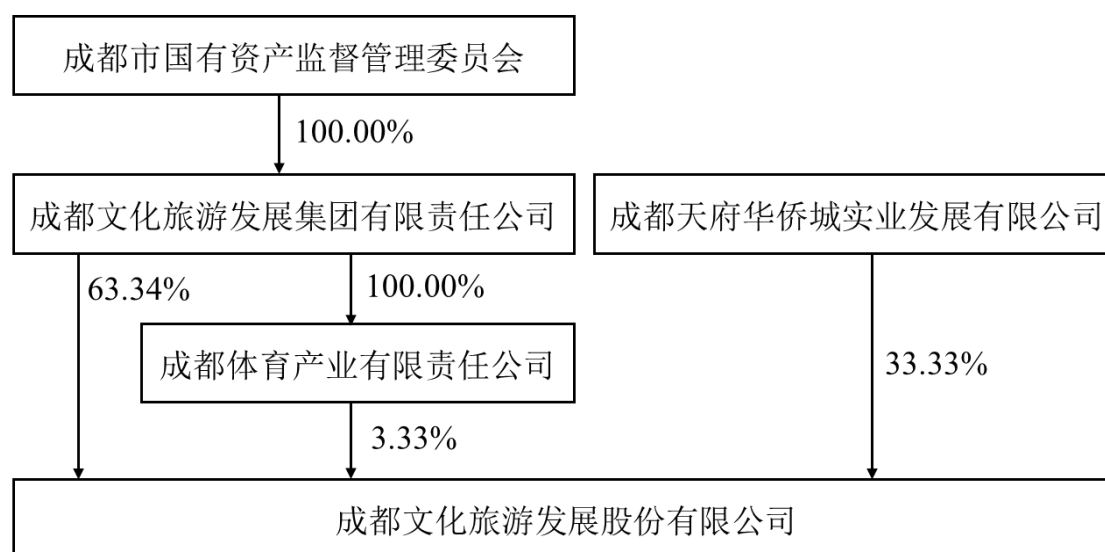 成都市国有资产监督管理委员会
100.00%
成都文化旅游发展集团有限责任公司
成都天府华侨城实业发展有限公司
63.34%
100.00%
成都体育产业有限责任公司
33.33%
3.33%
成都文化旅游发展股份有限公司